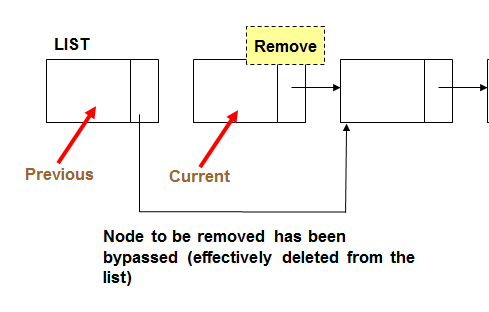 LIST
Remove
Previous
Current
Node to be removed has been
bypassed (effectively deleted from the
list)